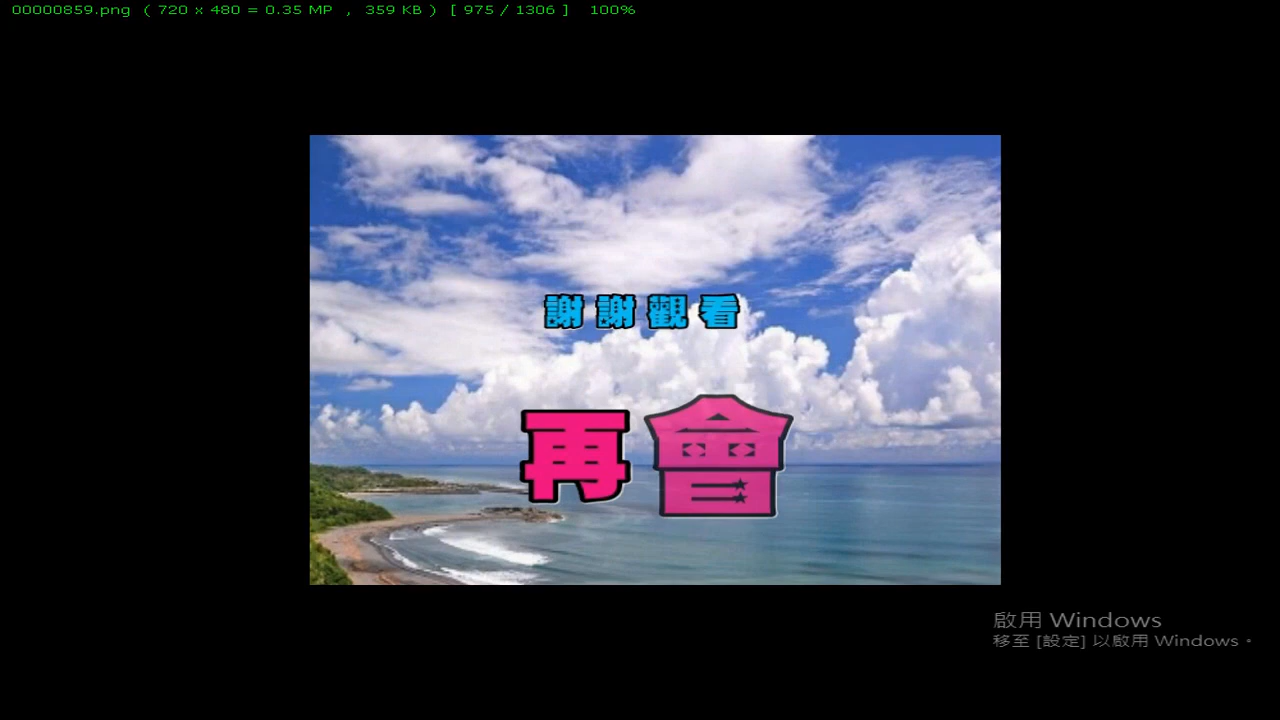 00000859.png ( 720 x 480 = 0.35 MP , 359 KB ) [ 975 / 1306 ] 100%
謝謝觀看
再會
啟用 Windows
移至 [設定] 以啟用 Windows。